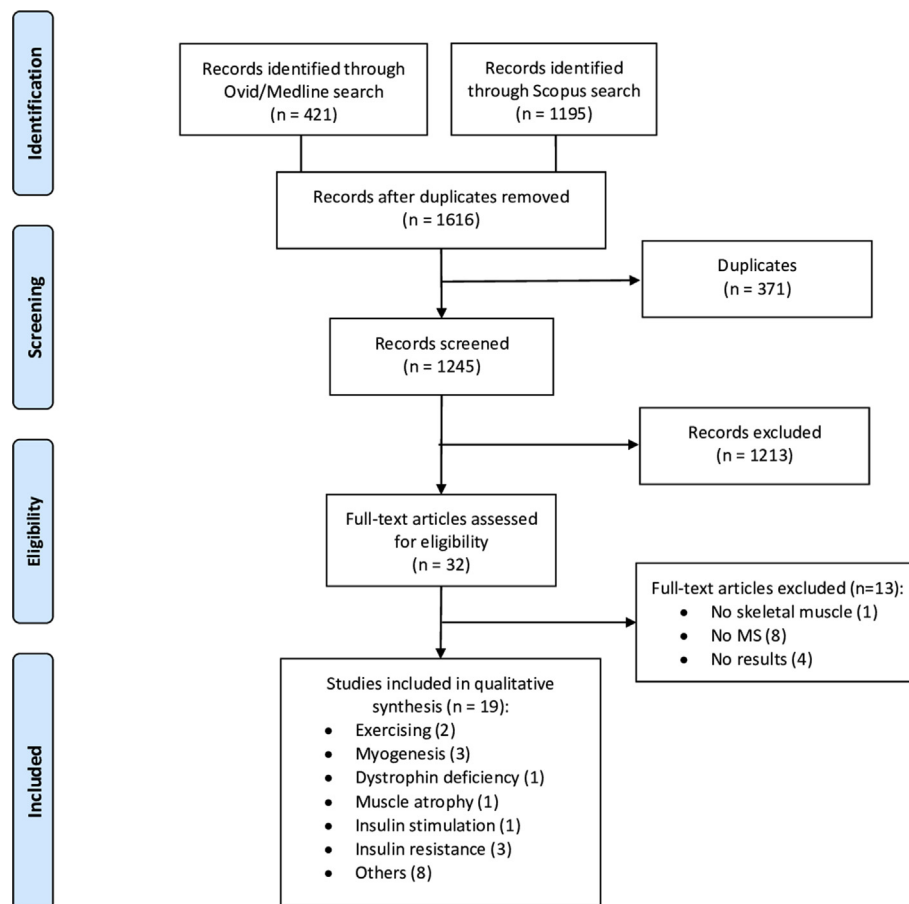 Identification
Records identified through
Ovid/Medline search
(n = 421)
Records identified
through Scopus search
(n = 1195)
Records after duplicates removed
(n = 1616)
Screening
Duplicates
(n = 371)
Records screened
(n = 1245)
Records excluded
(n = 1213)
Eligibility
Full-text articles assessed
for eligibility
(n = 32)
Full-text articles excluded (n=13):
• No skeletal muscle (1)
• No MS (8)
• No results (4)
Included
Studies included in qualitative
synthesis (n = 19):
• Exercising (2)
• Myogenesis (3)
• Dystrophin deficiency (1)
• Muscle atrophy (1)
• Insulin stimulation (1)
• Insulin resistance (3)
• Others (8)